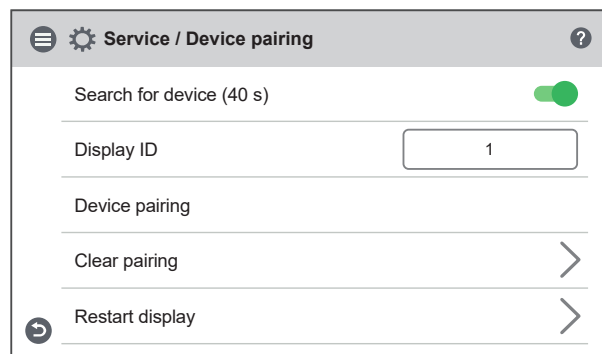 Service / Device pairing ?
Search for device (40 s)
Display ID 1
Device pairing
Clear pairing
Restart display